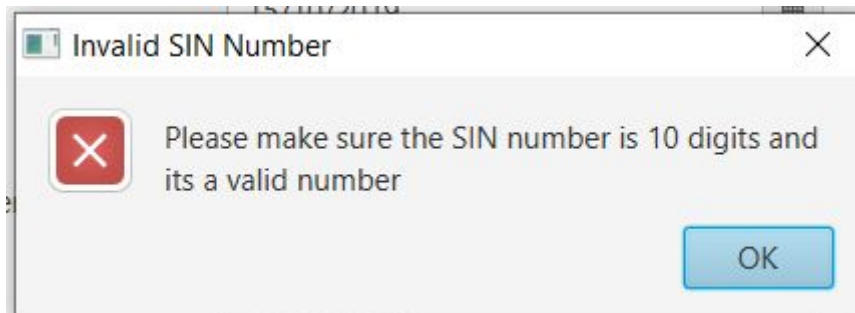 Invalid SIN Number
Please make sure the SIN number is 10 digits and
its a valid number
OK